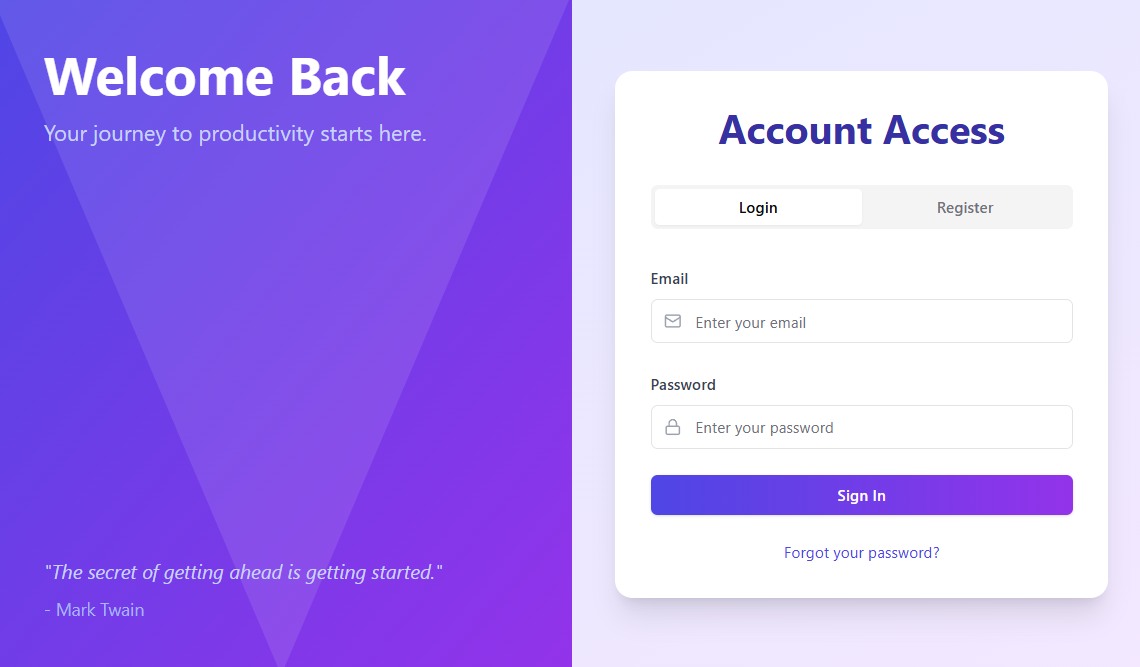 Welcome Back
Your journey to productivity starts here.
"The secret of getting ahead is getting started."
- Mark Twain
Account Access
Login
Register
Email
Enter your email
Password
Enter your password
Sign In
Forgot your password?